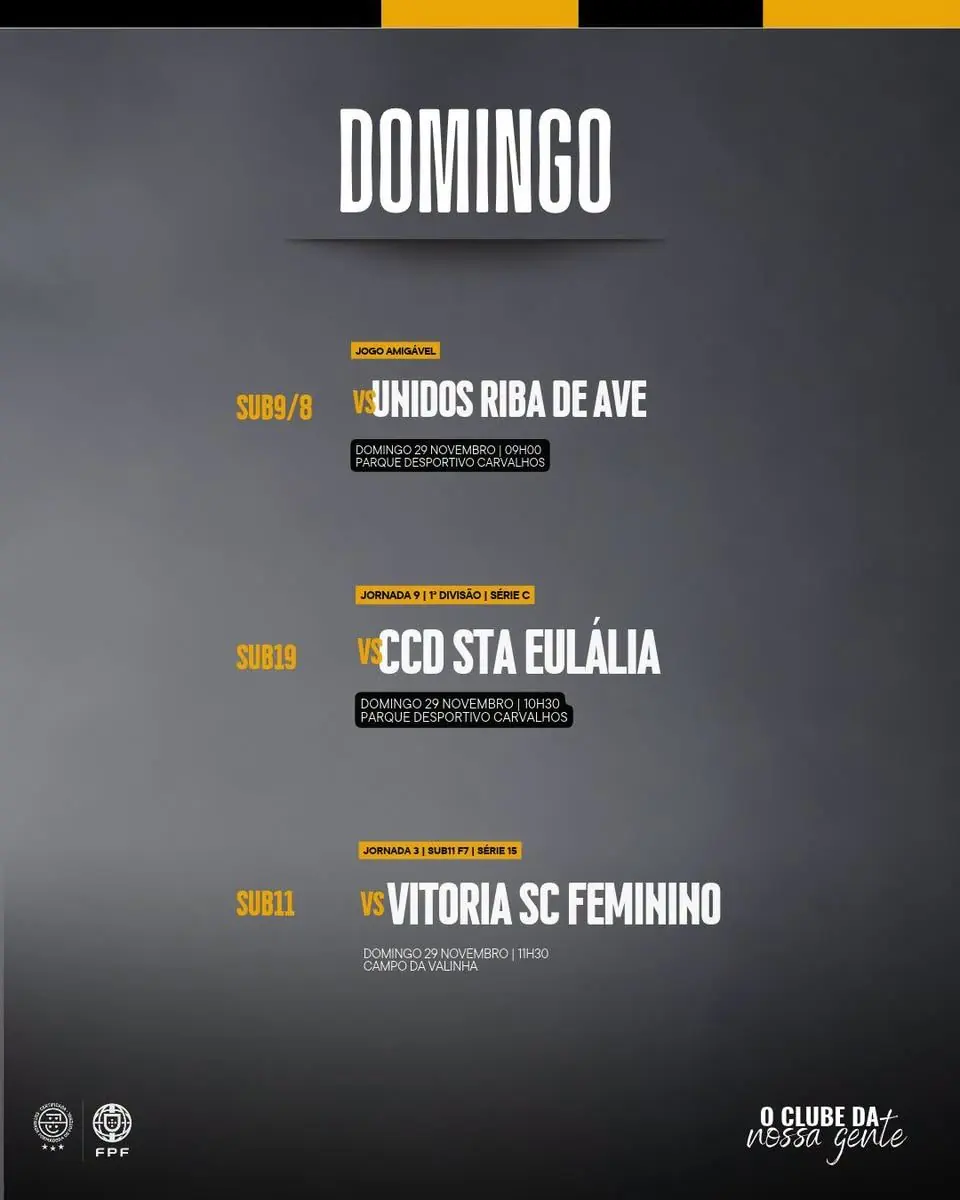 DOMINGO
JOGO AMIGÁVEL
SUB9/8
VS UNIDOS RIBA DE AVE
DOMINGO 29 NOVEMBRO | 09H00
PARQUE DESPORTIVO CARVALHOS
JORNADA 9 | 1ª DIVISÃO | SÉRIE C
SUB19
VS CCD STA EULÁLIA
DOMINGO 29 NOVEMBRO | 10H30
PARQUE DESPORTIVO CARVALHOS
JORNADA 3 | SUB11 F7 | SÉRIE 15
SUB11
VS VITORIA SC FEMININO
DOMINGO 29 NOVEMBRO | 11H30
CAMPO DA VALINHA
FPF
O CLUBE DA
nossa gente